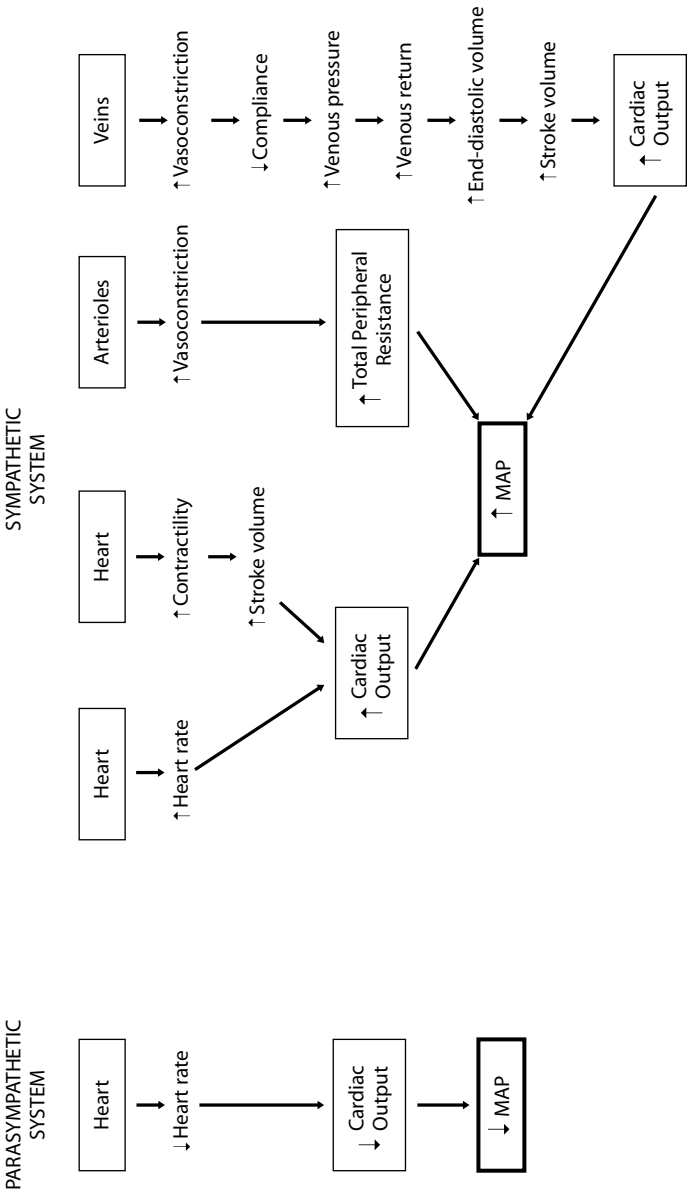 PARASYMPATHETIC
SYSTEM
Heart
↓Heart rate
↓ Cardiac
Output
↓ MAP
SYMPATHETIC
SYSTEM
Heart
↑Heart rate
Heart
↑Contractility
↑Stroke volume
↑ Cardiac
Output
Arterioles
↑Vasoconstriction
↑Total Peripheral
Resistance
↑ MAP
Veins
↑Vasoconstriction
↓Compliance
↑Venous pressure
↑Venous return
↑End-diastolic volume
↑Stroke volume
↑ Cardiac
Output